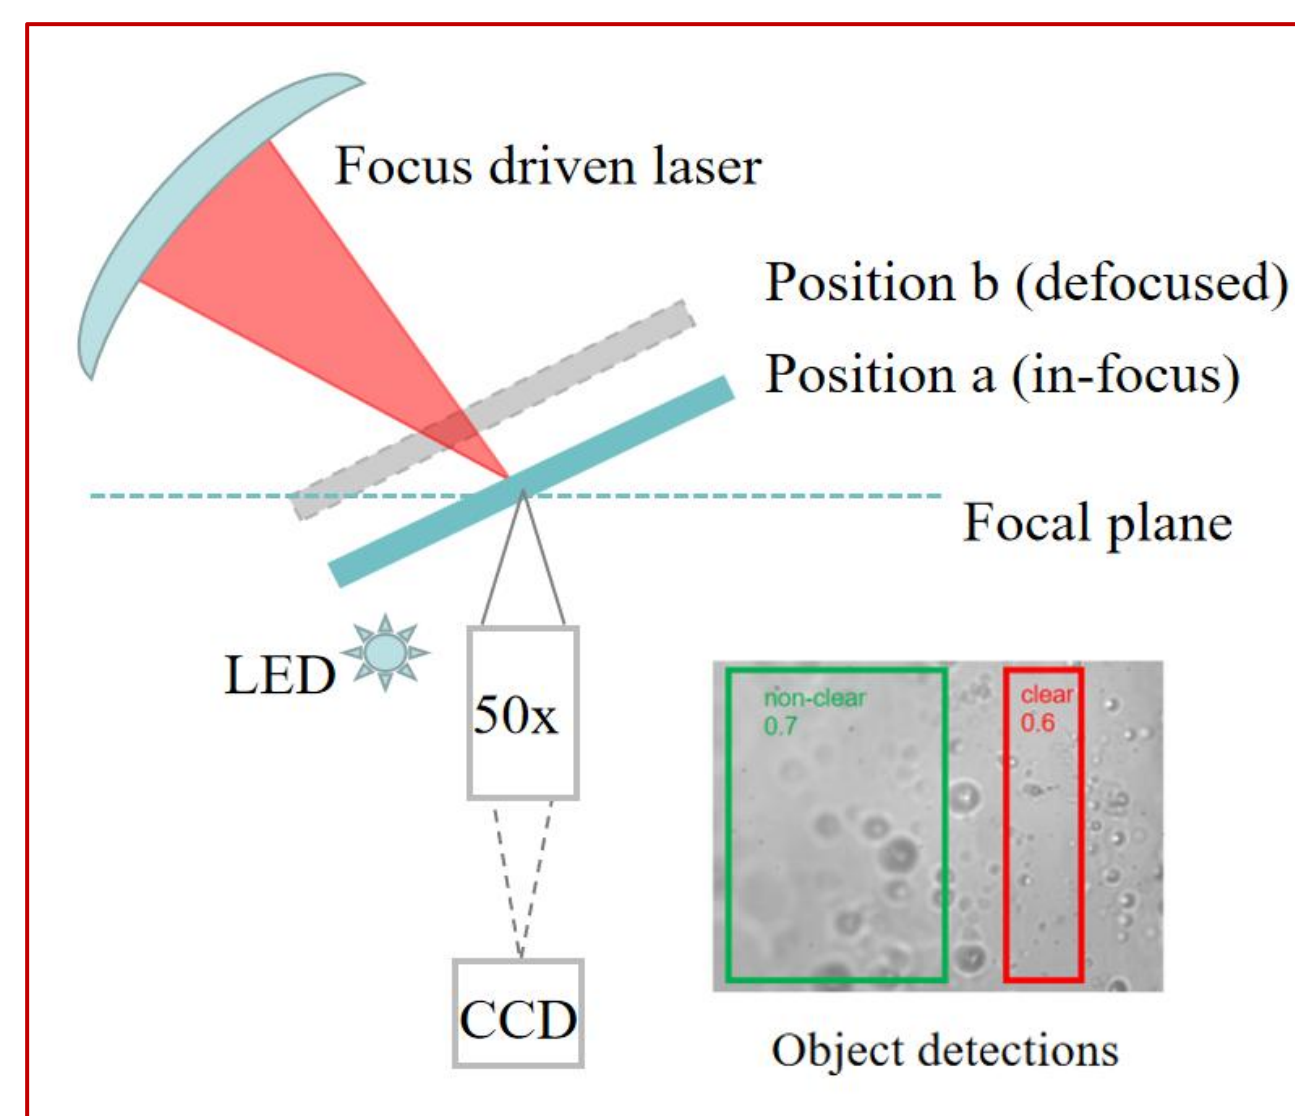 Focus driven laser
Position b (defocused)
Position a (in-focus)
Focal plane
LED
50x
non-clear
0.7
clear
0.6
CCD
Object detections